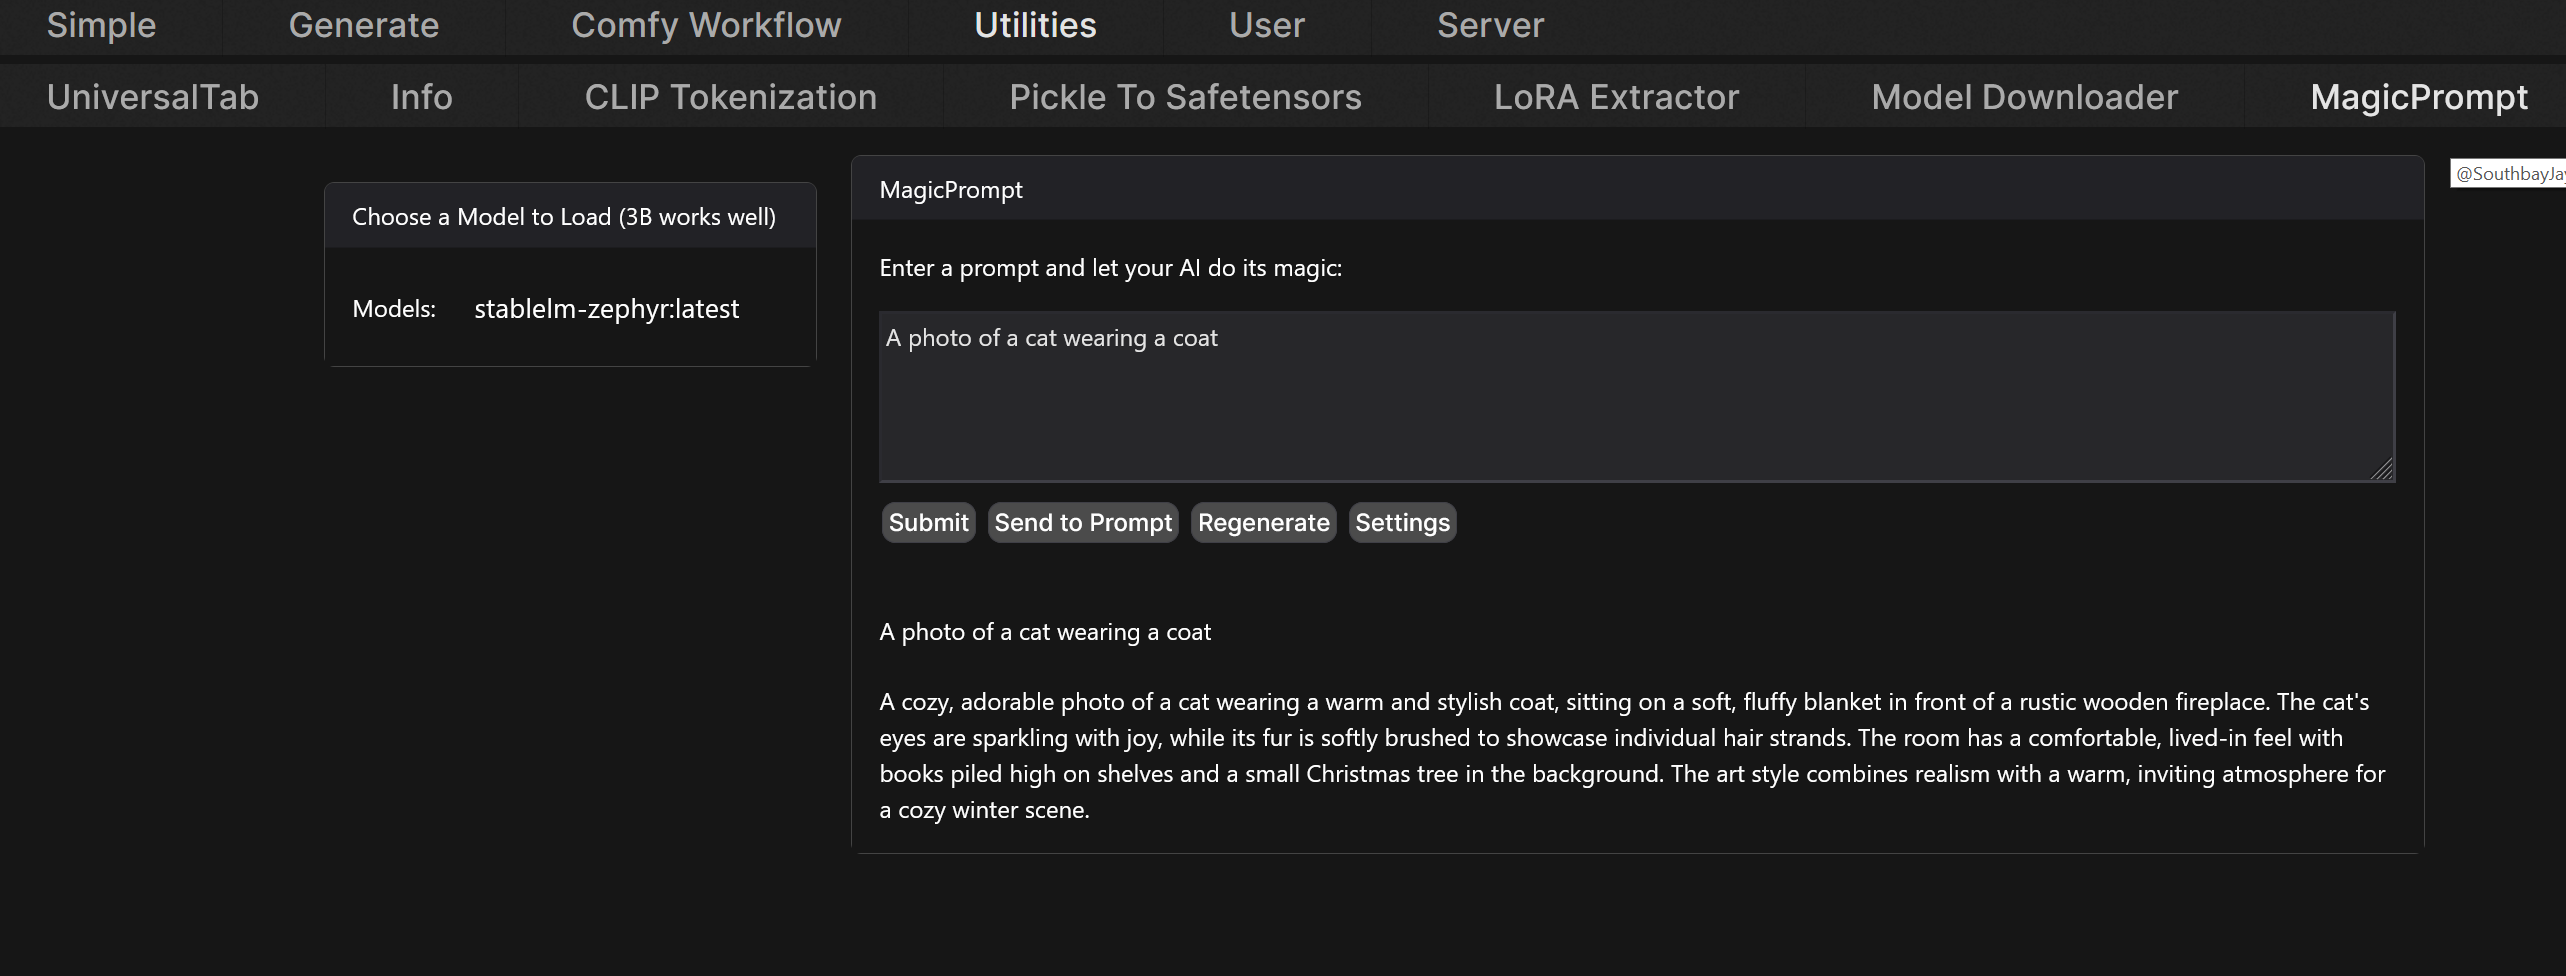 Simple Generate Comfy Workflow Utilities User Server
UniversalTab Info CLIP Tokenization Pickle To Safetensors LoRA Extractor Model Downloader MagicPrompt
@SouthbayJay
Choose a Model to Load (3B works well)
Models: stablelm-zephyr:latest
MagicPrompt
Enter a prompt and let your AI do its magic:
A photo of a cat wearing a coat
Submit Send to Prompt Regenerate Settings
A photo of a cat wearing a coat
A cozy, adorable photo of a cat wearing a warm and stylish coat, sitting on a soft, fluffy blanket in front of a rustic wooden fireplace. The cat's
eyes are sparkling with joy, while its fur is softly brushed to showcase individual hair strands. The room has a comfortable, lived-in feel with
books piled high on shelves and a small Christmas tree in the background. The art style combines realism with a warm, inviting atmosphere for
a cozy winter scene.